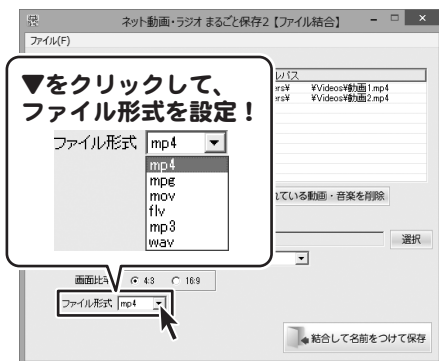 ネット動画・ラジオ まるごと保存2【ファイル結合】
ファイル(F)
▼をクリックして、
ファイル形式を設定！
ファイル形式 mp4
mp4
mpg
mov
flv
mp3
wav
レパス
ers¥ ¥Videos¥動画1.mp4
ers¥ ¥Videos¥動画2.mp4
ている動画・音楽を削除
選択
画面比率 4:3 16:9
ファイル形式 mp4
結合して名前をつけて保存